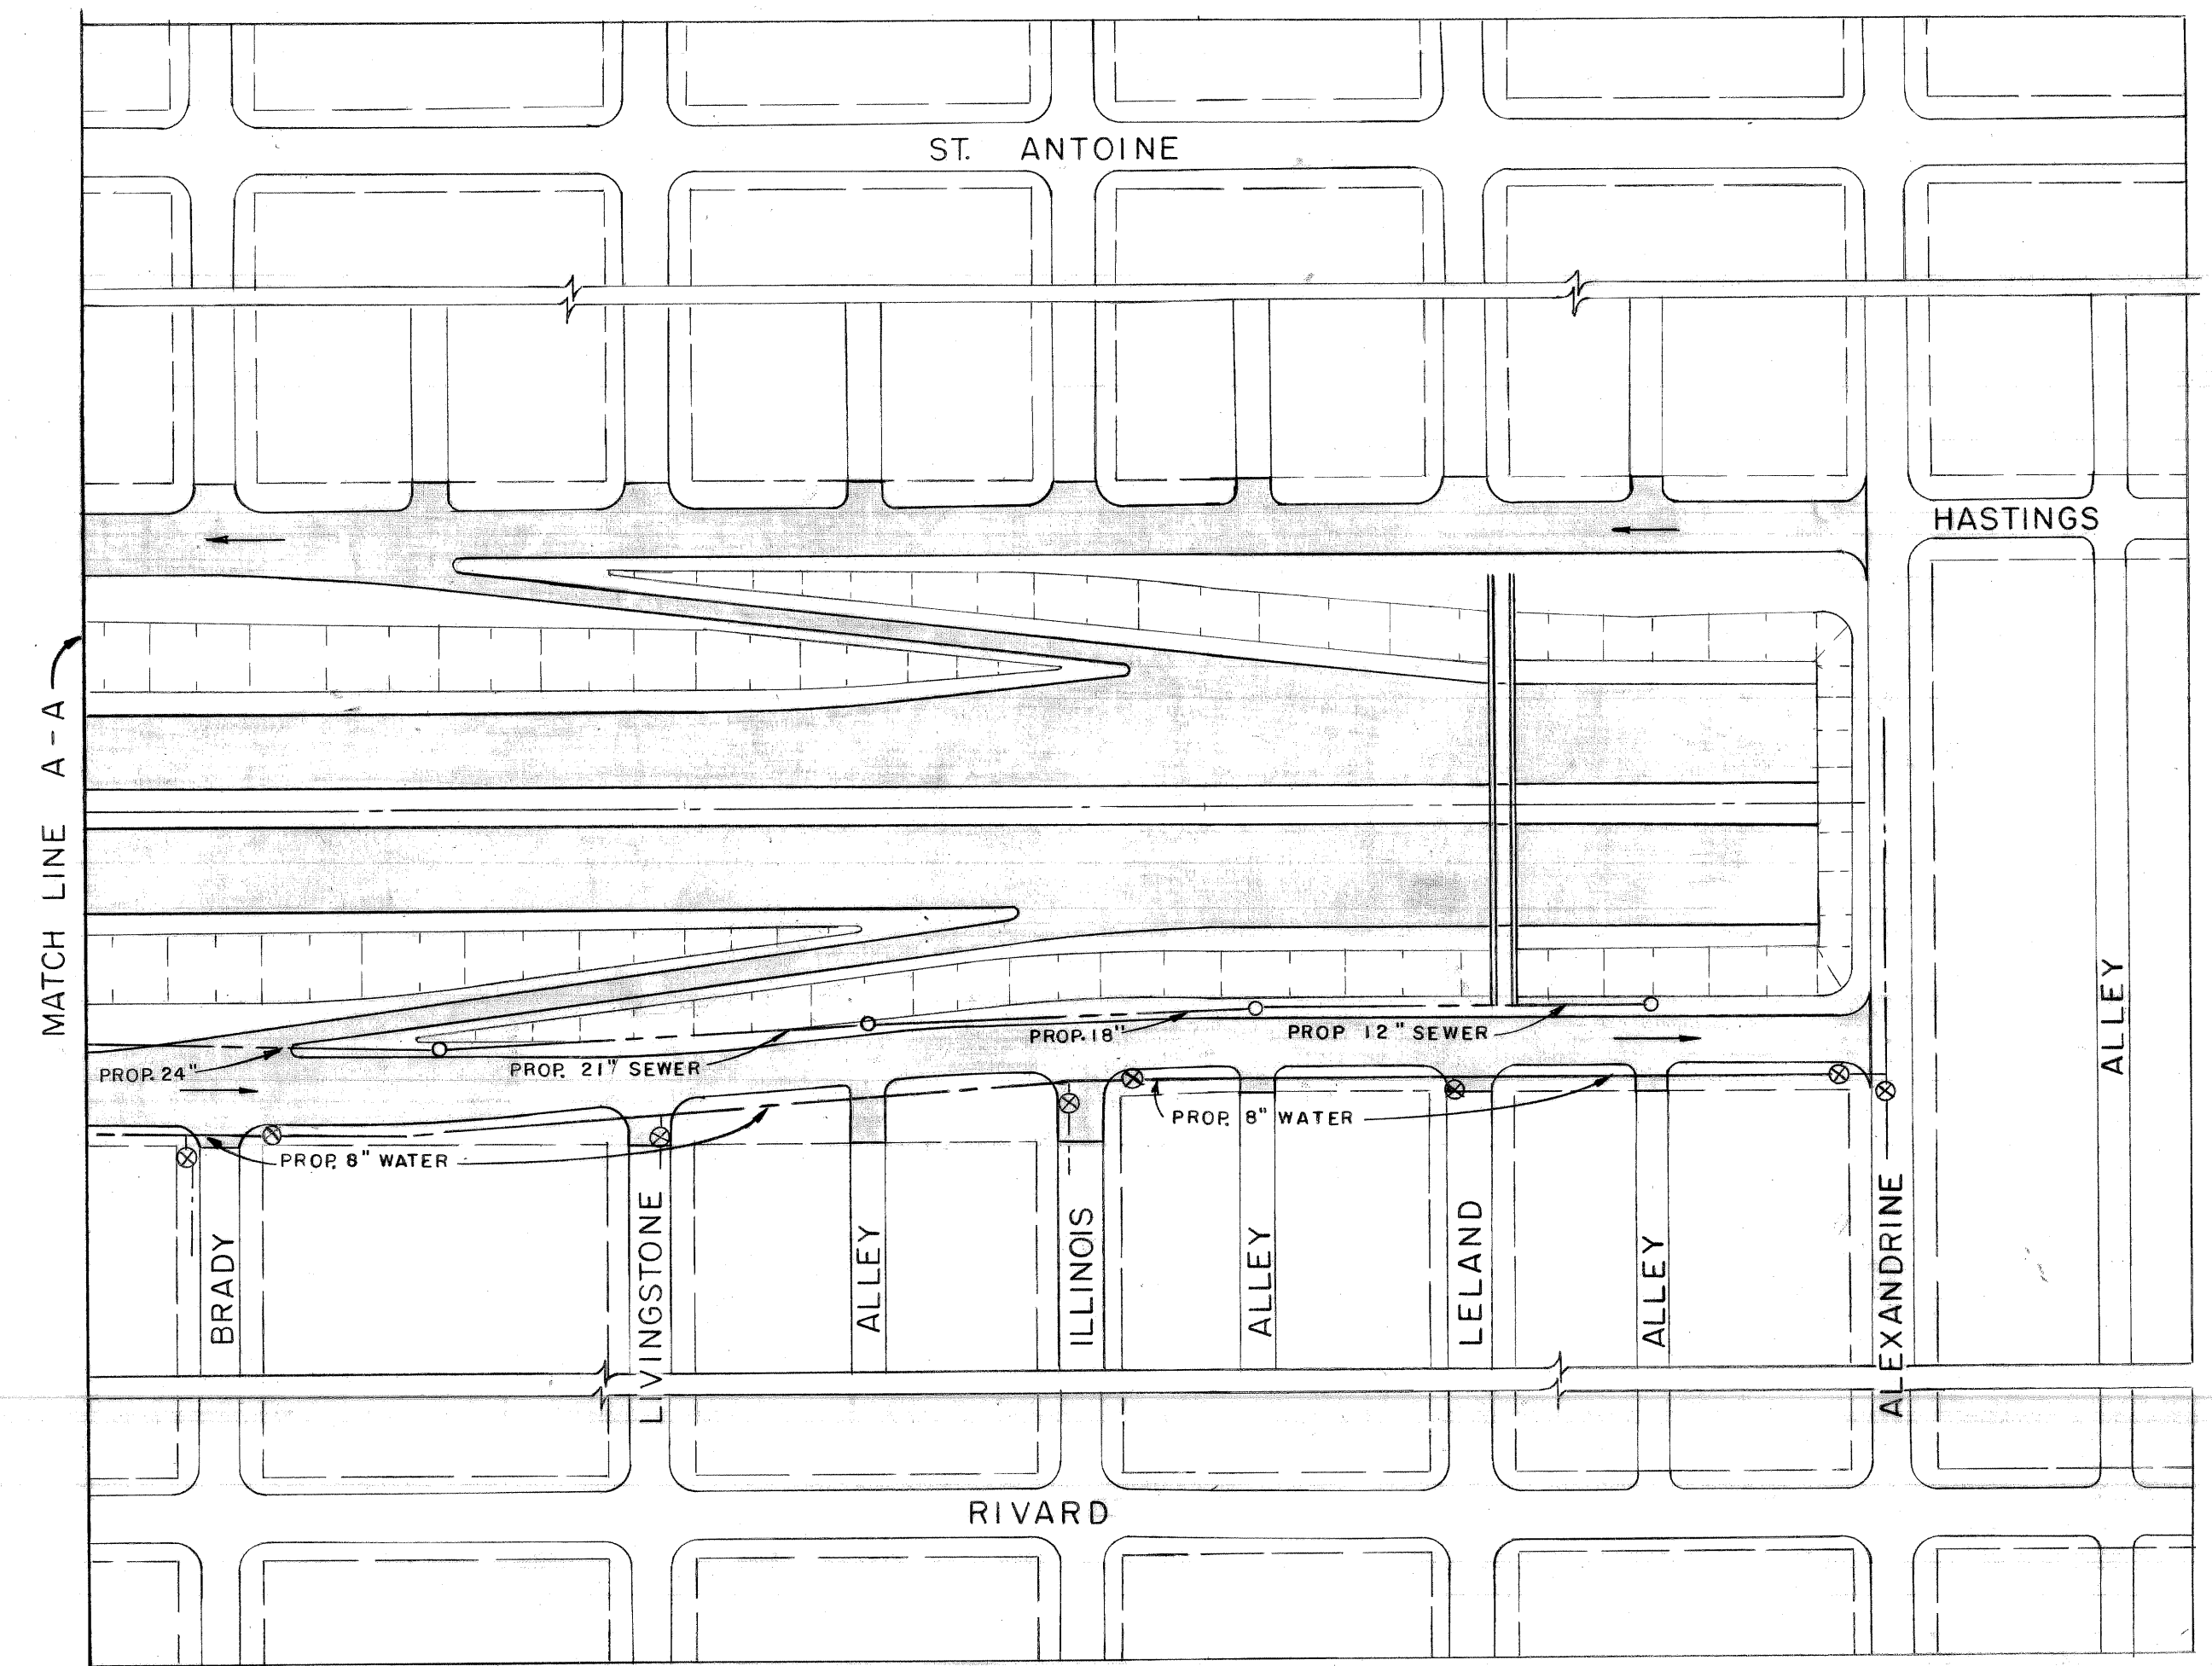 ST. ANTOINE
HASTINGS
MATCH LINE A-A
PROP. 24"
PROP. 21" SEWER
PROP. 18"
PROP 12" SEWER
PROP. 8" WATER
PROP. 8" WATER
BRADY
LIVINGSTONE
ALLEY
ILLINOIS
ALLEY
LELAND
ALLEY
ALEXANDRINE
ALLEY
RIVARD